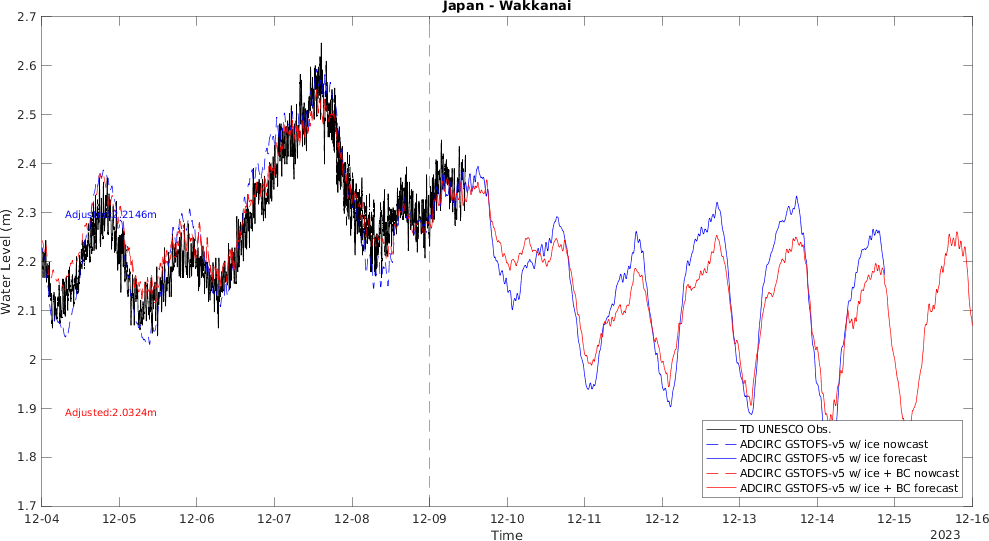 Japan - Wakkanai
2.7
2.6
2.5
2.4
2.3
2.2
2.1
2
1.9
1.8
1.7
Water Level (m)
Adjusted:2.2146m
Adjusted:2.0324m
TD UNESCO Obs.
ADCIRC GSTOFS-v5 w/ ice nowcast
ADCIRC GSTOFS-v5 w/ ice forecast
ADCIRC GSTOFS-v5 w/ ice + BC nowcast
ADCIRC GSTOFS-v5 w/ ice + BC forecast
12-04 12-05 12-06 12-07 12-08 12-09 12-10 12-11 12-12 12-13 12-14 12-15 12-16
Time
2023